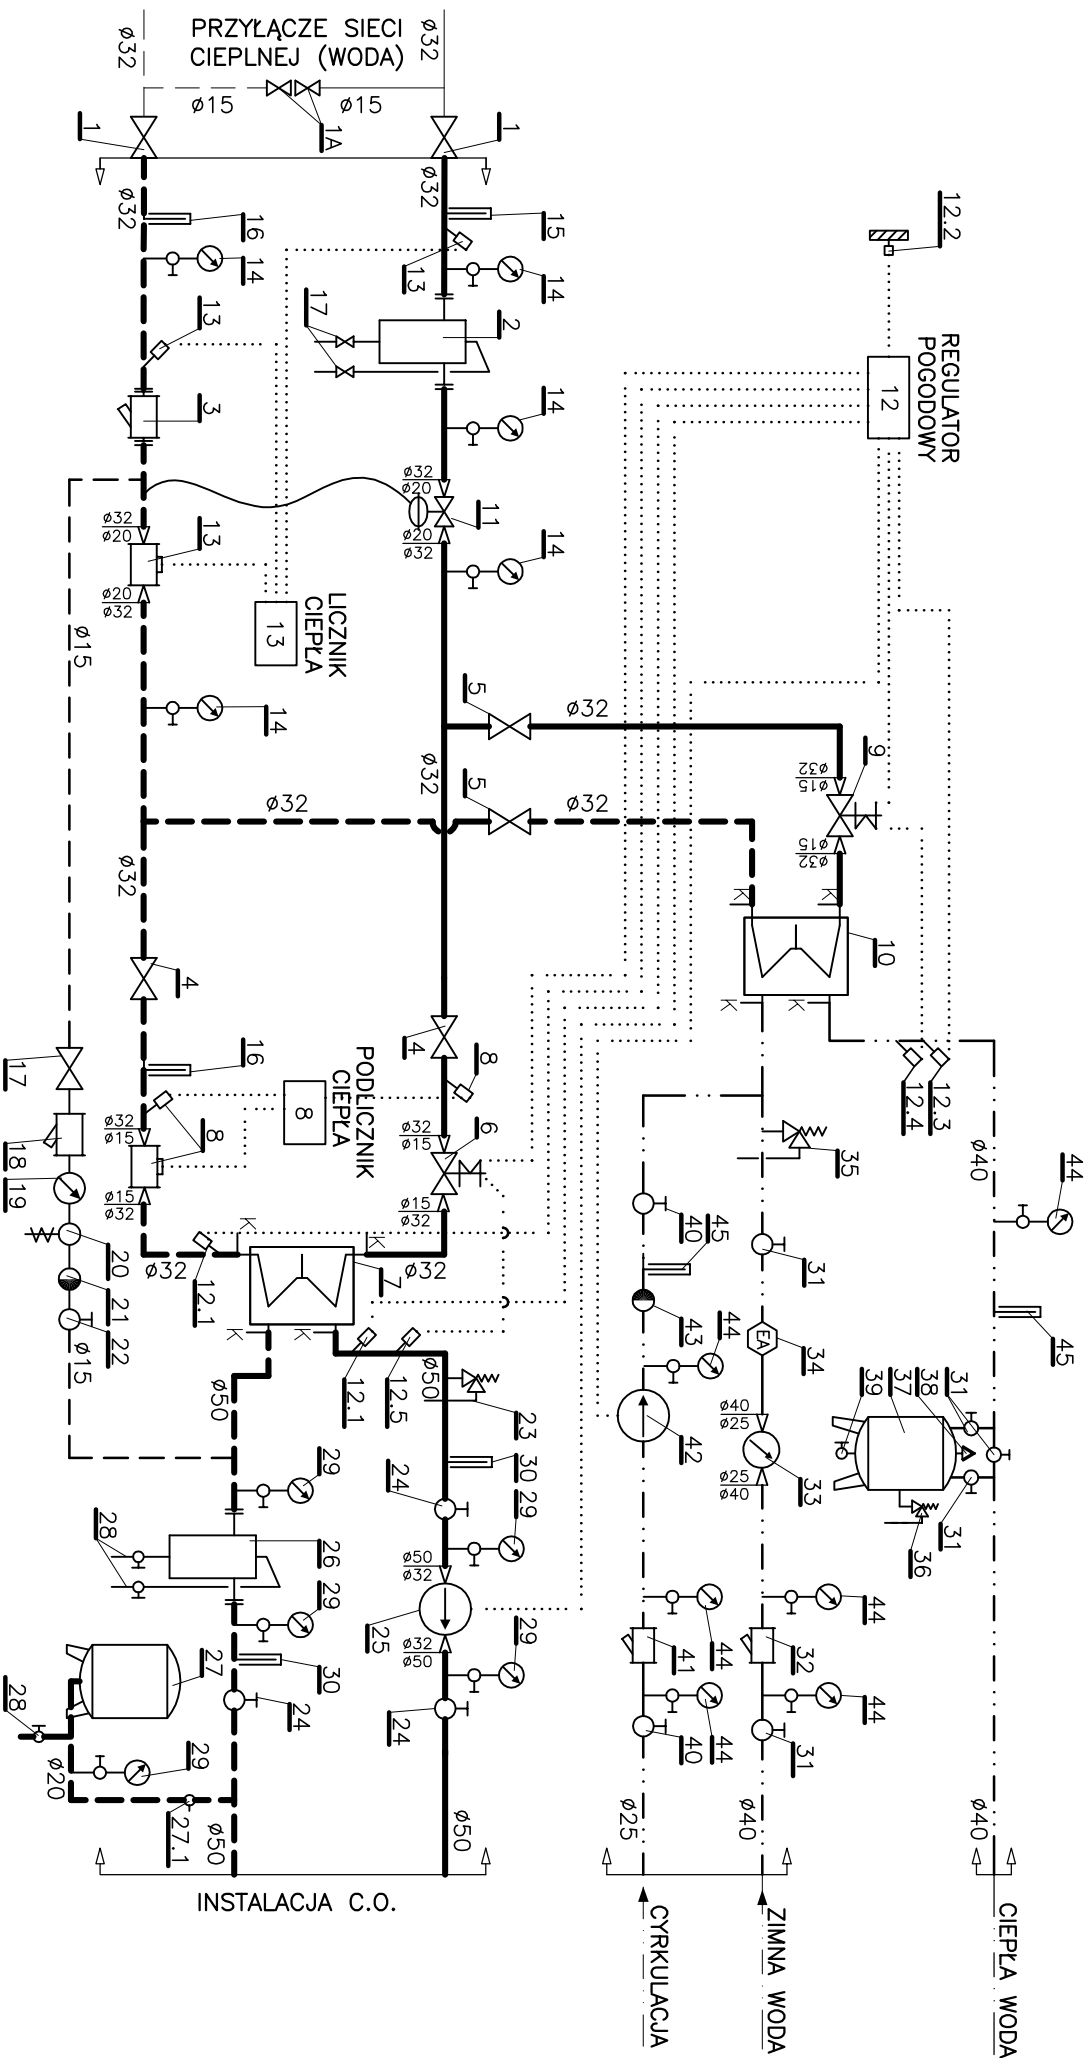 PRZYŁĄCZE SIECI
CIEPLNEJ (WODA)
ø32
ø32
ø15
ø15
1A
1
1
ø32
ø32
16
14
13
3
15
13
14
17
2
14
ø32
ø20
11
ø20
ø32
14
12.2
REGULATOR
POGODOWY
12
ø32
ø20
13
ø20
ø32
ø15
LICZNIK
CIEPŁA
13
14
5
ø32
ø32
5
ø32
ø32
9
ø32
ø15
ø15
ø32
K
K
10
K
K
ø32
4
16
4
8
PODLICZNIK
CIEPŁA
8
ø32
ø15
6
ø15
ø32
ø32
ø15
8
ø15
ø32
17
18
19
20
21
22
ø15
ø32
12.1
K
K
7
ø32
K
K
12.1
12.5
ø50
ø50
12.4
12.3
ø40
44
45
35
40
45
43
44
42
31
34
ø40
ø25
33
ø25
ø40
39
37
38
31
31
36
23
30
24
29
ø50
ø32
25
ø32
ø50
29
24
29
28
26
29
30
24
27
28
29
ø20
27.1
ø50
ø50
44
41
44
40
44
32
44
31
ø25
ø40
ø40
EA
INSTALACJA C.O.
CYRKULACJA
ZIMNA WODA
CIEPŁA WODA